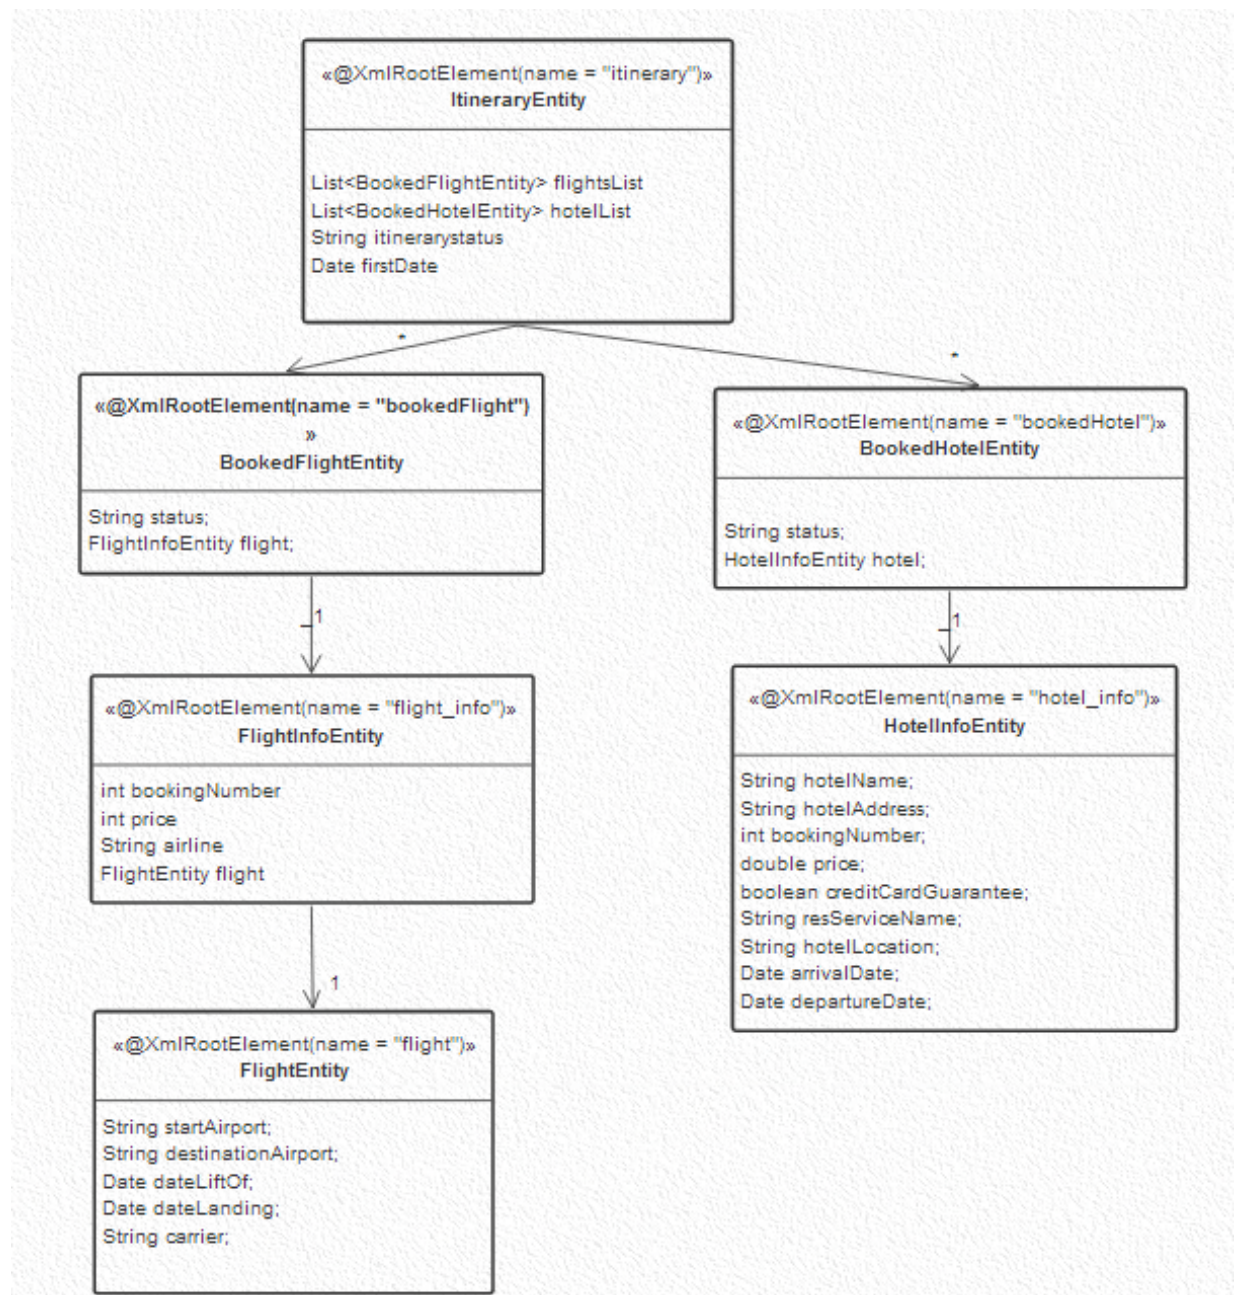 «@XmlRootElement(name = "itinerary")»
ItineraryEntity
List<BookedFlightEntity> flightsList
List<BookedHotelEntity> hotelList
String itinerarystatus
Date firstDate
*
*
«@XmlRootElement(name = "bookedFlight")
»
BookedFlightEntity
String status;
FlightInfoEntity flight;
«@XmlRootElement(name = "bookedHotel")»
BookedHotelEntity
String status;
HotelInfoEntity hotel;
_1
_1
«@XmlRootElement(name = "flight_info")»
FlightInfoEntity
int bookingNumber
int price
String airline
FlightEntity flight
«@XmlRootElement(name = "hotel_info")»
HotelInfoEntity
String hotelName;
String hotelAddress;
int bookingNumber;
double price;
boolean creditCardGuarantee;
String resServiceName;
String hotelLocation;
Date arrivalDate;
Date departureDate;
1
«@XmlRootElement(name = "flight")»
FlightEntity
String startAirport;
String destinationAirport;
Date dateLiftOf;
Date dateLanding;
String carrier;